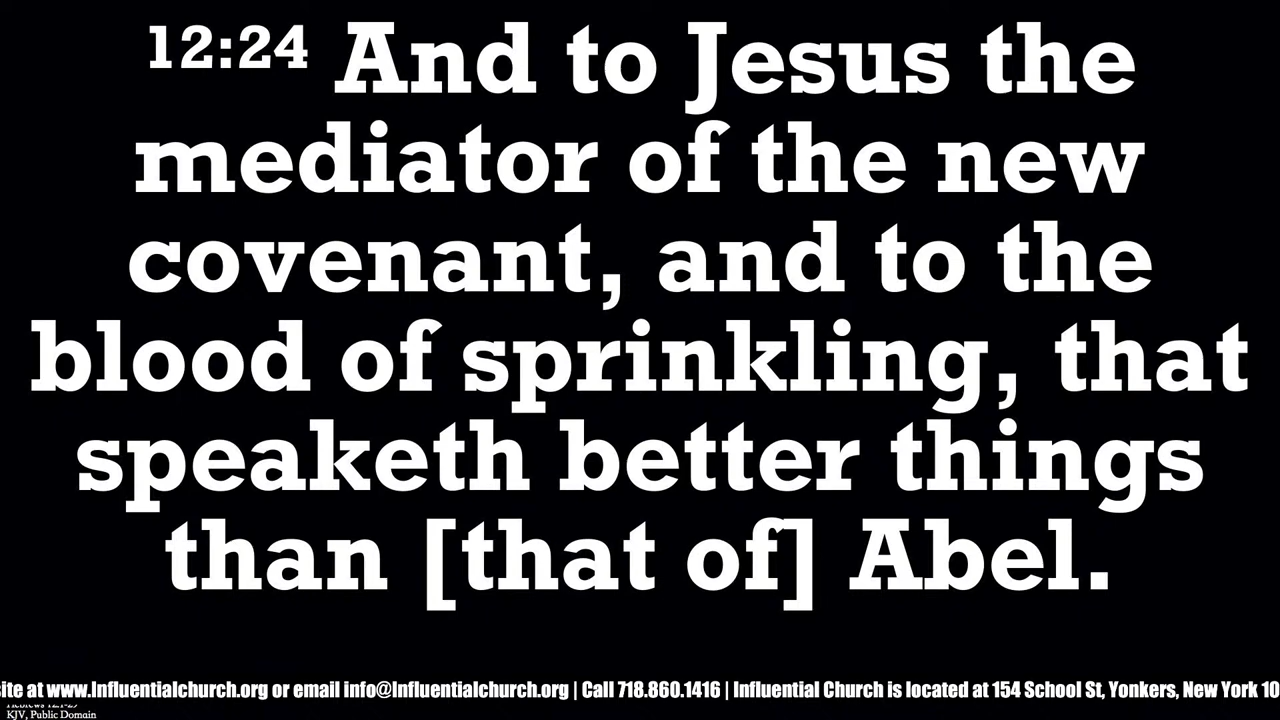 12:24 And to Jesus the
mediator of the new
covenant, and to the
blood of sprinkling, that
speaketh better things
than [that of] Abel.
ite at www.Influentialchurch.org or email info@Influentialchurch.org | Call 718.860.1416 | Influential Church is located at 154 School St, Yonkers, New York 10
KJV, Public Domain